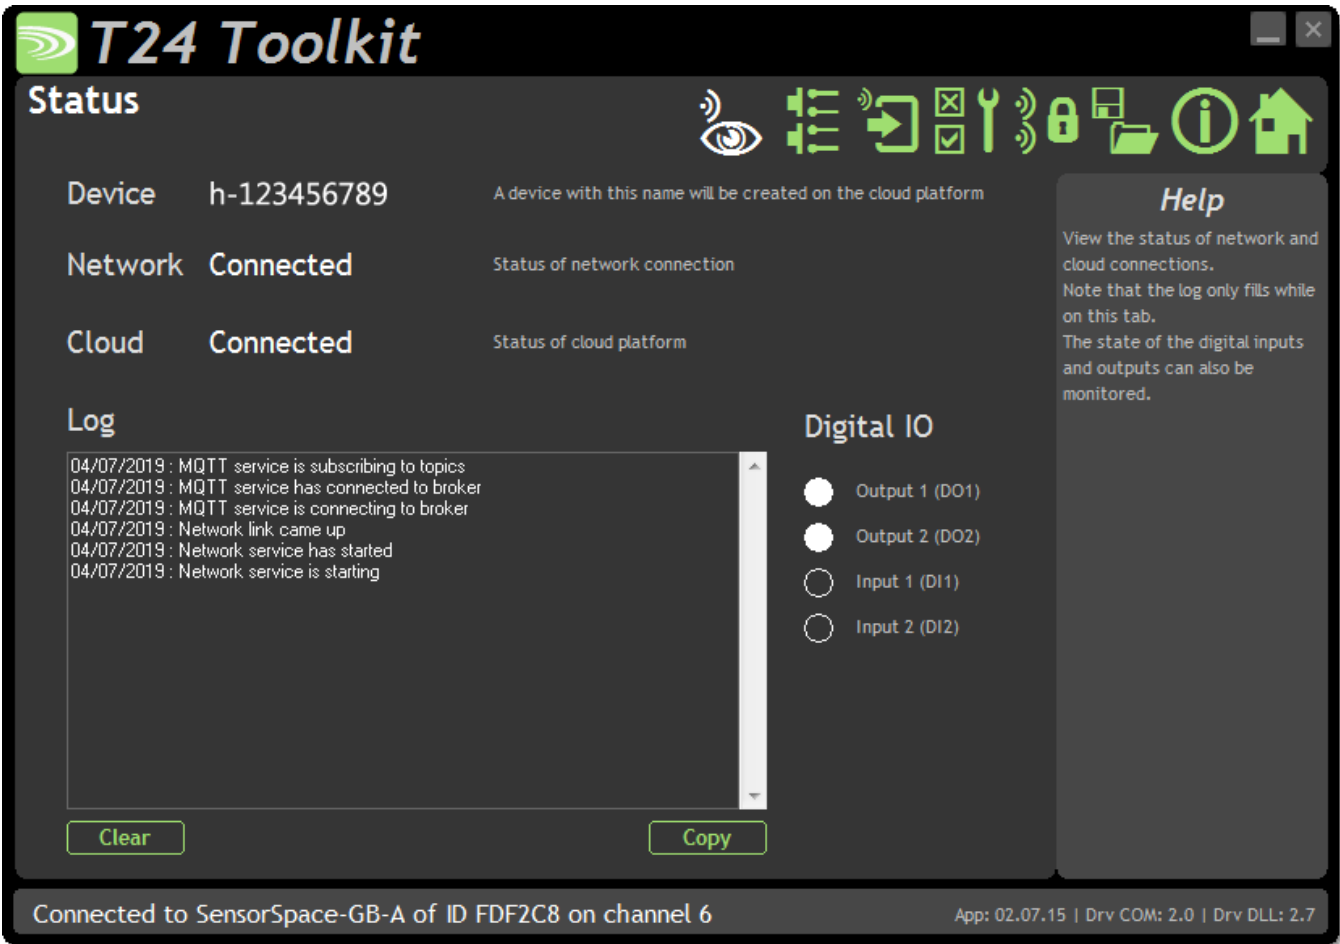 T24 Toolkit
Status
Device h-123456789 A device with this name will be created on the cloud platform
Network Connected Status of network connection
Cloud Connected Status of cloud platform
Log
04/07/2019 : MQTT service is subscribing to topics
04/07/2019 : MQTT service has connected to broker
04/07/2019 : MQTT service is connecting to broker
04/07/2019 : Network link came up
04/07/2019 : Network service has started
04/07/2019 : Network service is starting
Clear
Copy
Digital IO
Output 1 (DO1)
Output 2 (DO2)
Input 1 (DI1)
Input 2 (DI2)
Help
View the status of network and
cloud connections.
Note that the log only fills while
on this tab.
The state of the digital inputs
and outputs can also be
monitored.
Connected to SensorSpace-GB-A of ID FDF2C8 on channel 6
App: 02.07.15 | Drv COM: 2.0 | Drv DLL: 2.7